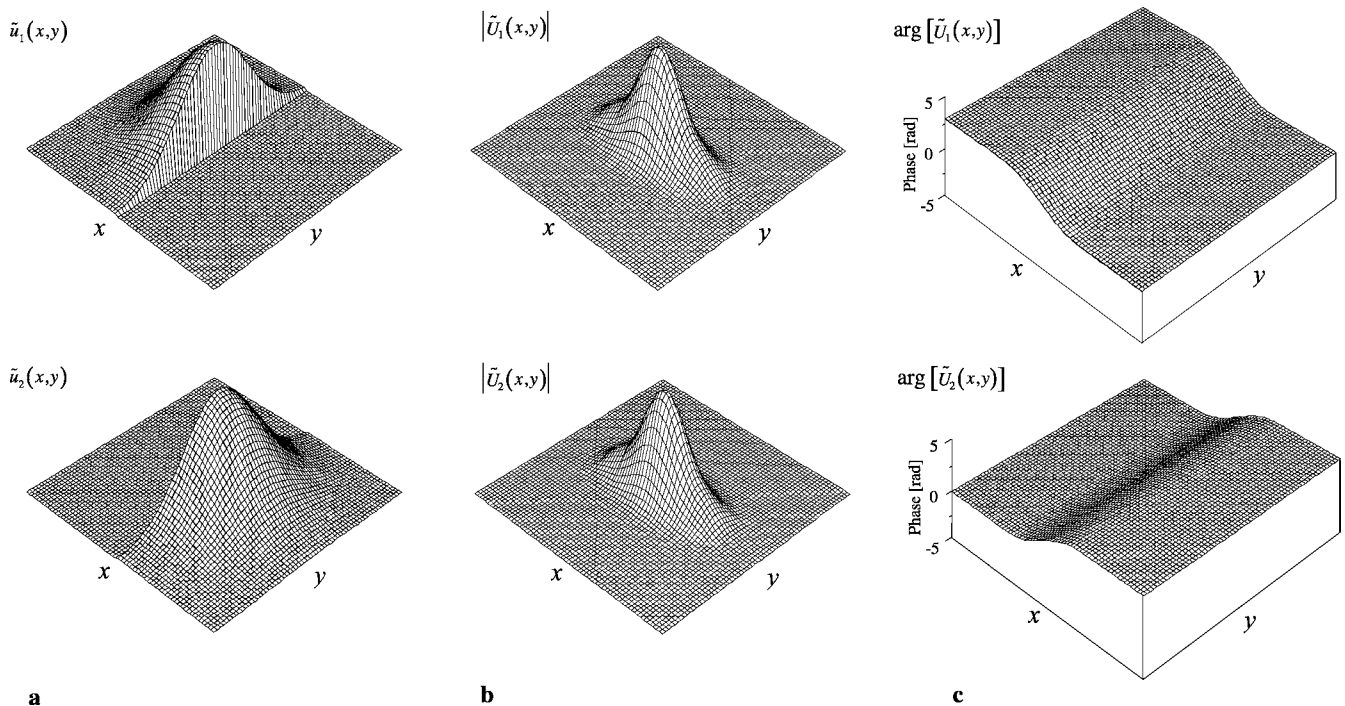 ũ₁(x,y)
|Ũ₁(x,y)|
arg [Ũ₁(x,y)]
5
0
-5
Phase [rad]
x
y
x
y
x
y
ũ₂(x,y)
|Ũ₂(x,y)|
arg [Ũ₂(x,y)]
5
0
-5
Phase [rad]
x
y
x
y
x
y
a
b
c